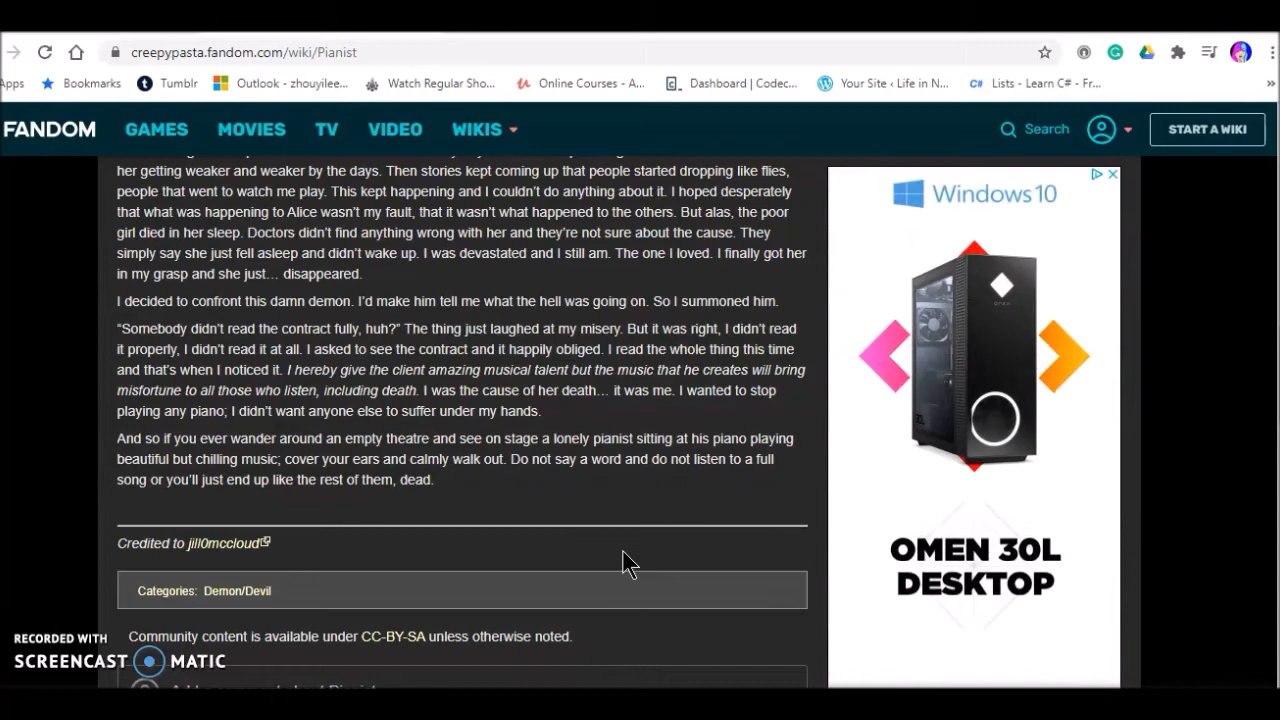 creepypasta.fandom.com/wiki/Pianist
Apps Bookmarks Tumblr Outlook - zhouyilee... Watch Regular Sho... Online Courses - A... Dashboard | Codec... Your Site ‹ Life in N... Lists - Learn C# - Fr... »
FANDOM GAMES MOVIES TV VIDEO WIKIS Search START A WIKI
her getting weaker and weaker by the days. Then stories kept coming up that people started dropping like flies,
people that went to watch me play. This kept happening and I couldn't do anything about it. I hoped desperately
that what was happening to Alice wasn't my fault, that it wasn't what happened to the others. But alas, the poor
girl died in her sleep. Doctors didn't find anything wrong with her and they're not sure about the cause. They
simply say she just fell asleep and didn't wake up. I was devastated and I still am. The one I loved. I finally got her
in my grasp and she just… disappeared.
I decided to confront this damn demon. I'd make him tell me what the hell was going on. So I summoned him.
“Somebody didn't read the contract fully, huh?” The thing just laughed at my misery. But it was right, I didn't read
it properly, I didn't read it at all. I asked to see the contract and it happily obliged. I read the whole thing this time
and that's when I noticed it. I hereby give the client amazing musical talent but the music that he creates will bring
misfortune to all those who listen, including death. I was the cause of her death… it was me. I wanted to stop
playing any piano; I didn't want anyone else to suffer under my hands.
And so if you ever wander around an empty theatre and see on stage a lonely pianist sitting at his piano playing
beautiful but chilling music; cover your ears and calmly walk out. Do not say a word and do not listen to a full
song or you'll just end up like the rest of them, dead.
Credited to jill0mccloud
Categories: Demon/Devil
Community content is available under CC-BY-SA unless otherwise noted.
Windows 10
OMEN 30L
DESKTOP
RECORDED WITH
SCREENCAST MATIC